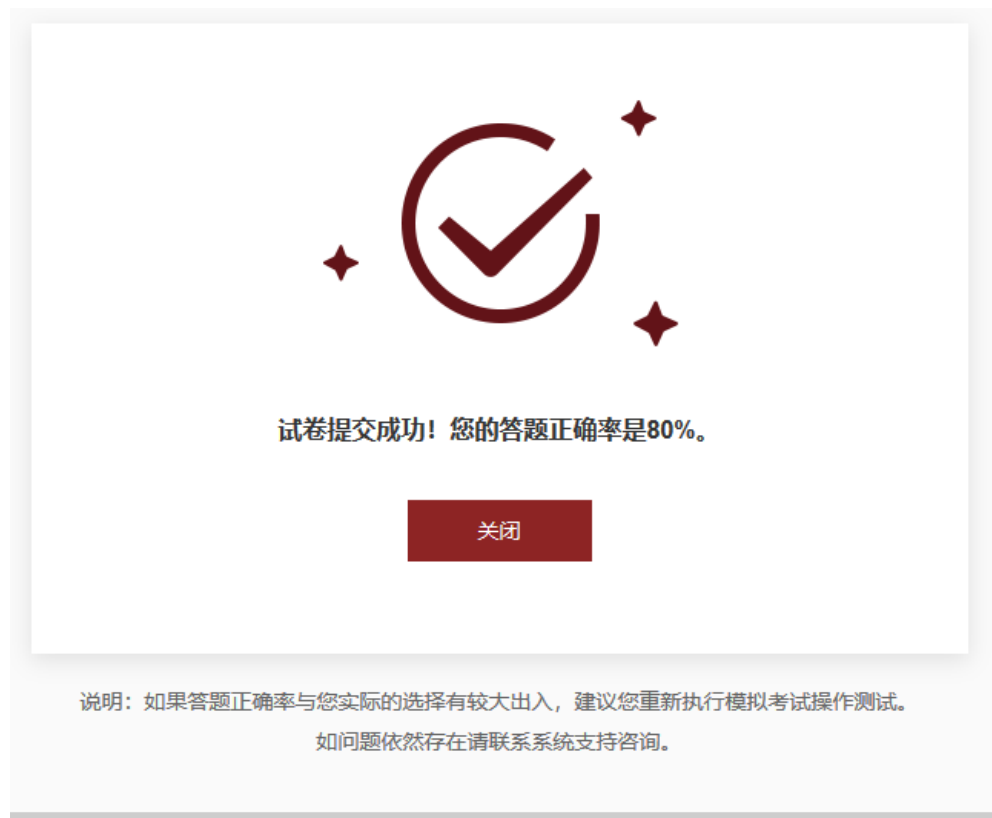 试卷提交成功！您的答题正确率是80%。
关闭
说明：如果答题正确率与您实际的选择有较大出入，建议您重新执行模拟考试操作测试。
如问题依然存在请联系系统支持咨询。